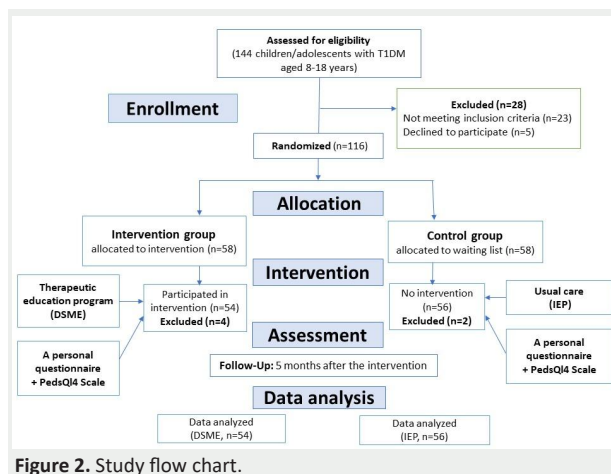 Assessed for eligibility
(144 children/adolescents with T1DM
aged 8-18 years)
Enrollment
Excluded (n=28)
Not meeting inclusion criteria (n=23)
Declined to participate (n=5)
Randomized (n=116)
Allocation
Intervention group
allocated to intervention (n=58)
Control group
allocated to waiting list (n=58)
Intervention
Therapeutic
education program
(DSME)
Participated in
intervention (n=54)
Excluded (n=4)
No intervention
(n=56)
Excluded (n=2)
Usual care
(IEP)
Assessment
A personal
questionnaire
+ PedsQl4 Scale
Follow-Up: 5 months after the intervention
A personal
questionnaire
+ PedsQl4 Scale
Data analysis
Data analyzed
(DSME, n=54)
Data analyzed
(IEP, n=56)
Figure 2. Study flow chart.